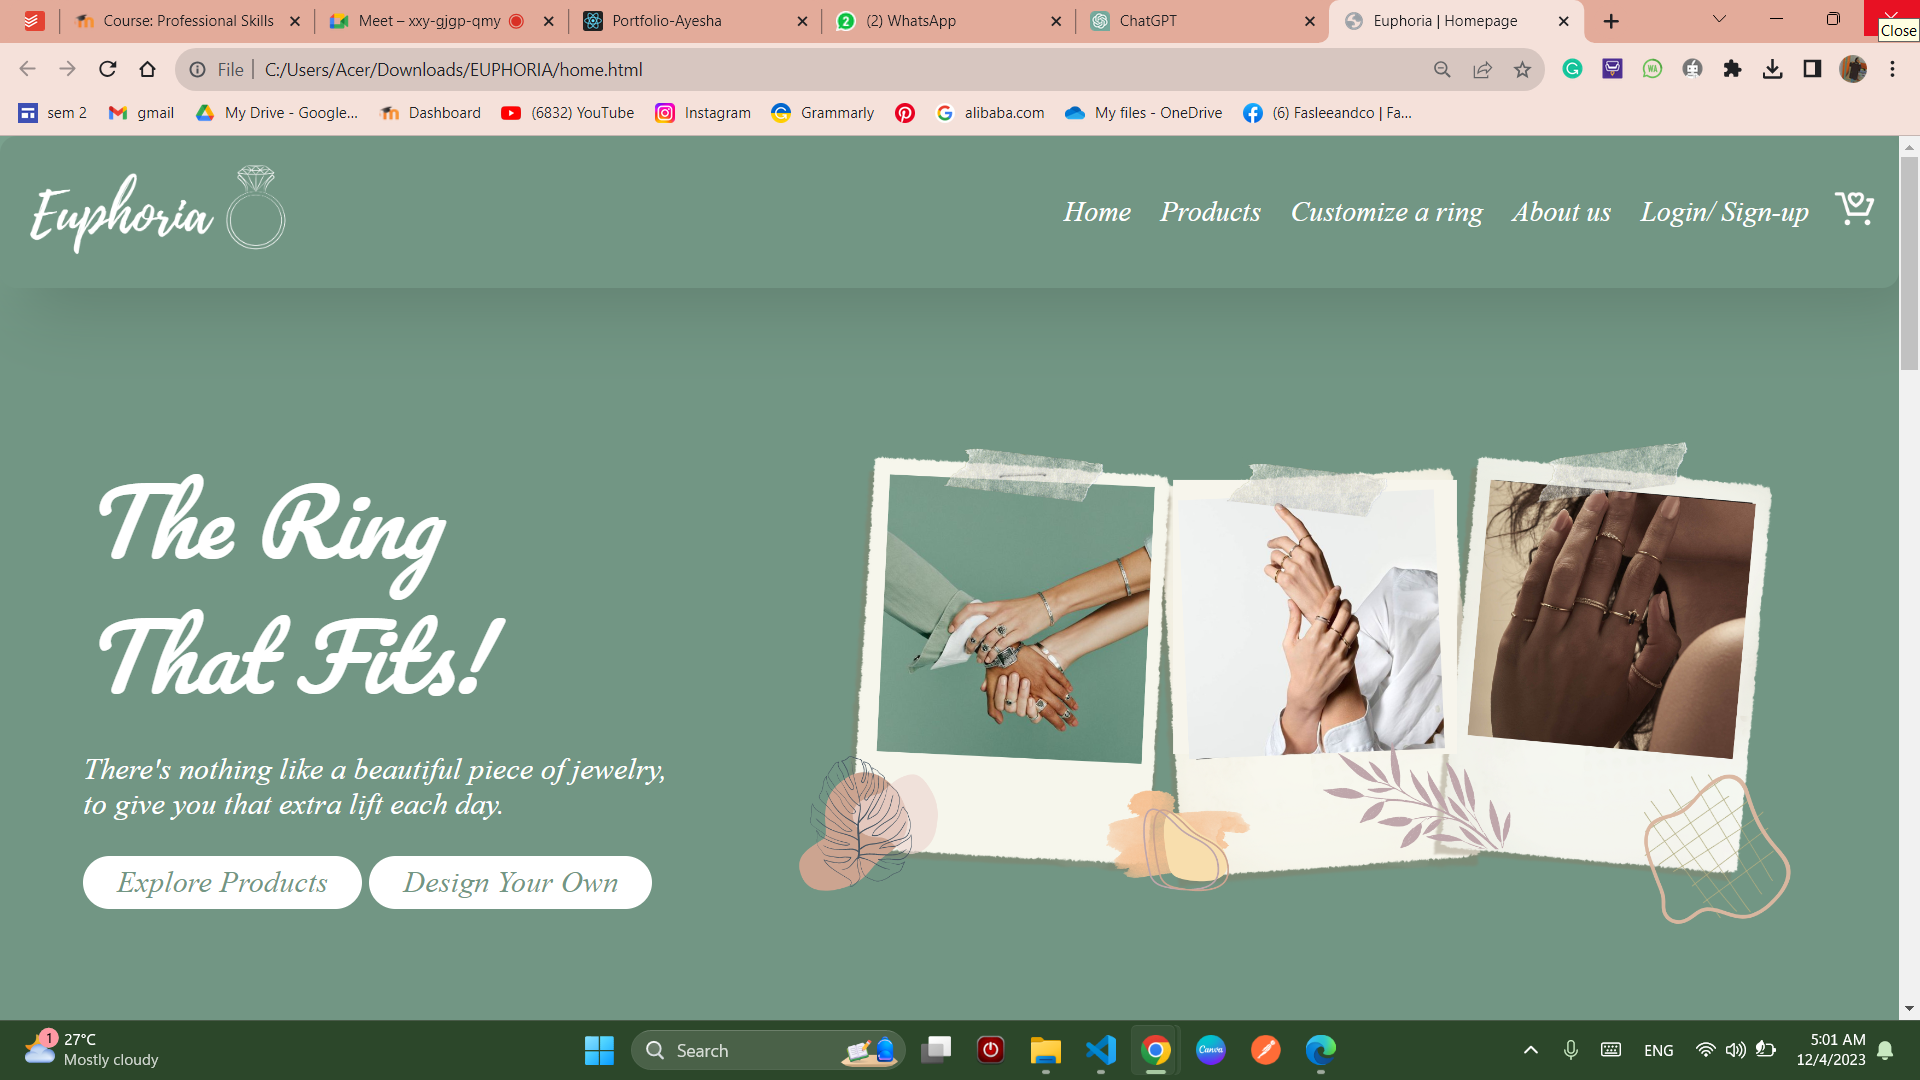 Course: Professional Skills
Meet – xxy-gjgp-qmy
Portfolio-Ayesha
(2) WhatsApp
ChatGPT
Euphoria | Homepage
Close
File
C:/Users/Acer/Downloads/EUPHORIA/home.html
sem 2
gmail
My Drive - Google...
Dashboard
(6832) YouTube
Instagram
Grammarly
alibaba.com
My files - OneDrive
(6) Fasleeandco | Fa...
Euphoria
Home
Products
Customize a ring
About us
Login/ Sign-up
The Ring
That Fits!
There's nothing like a beautiful piece of jewelry,
to give you that extra lift each day.
Explore Products
Design Your Own
1
27°C
Mostly cloudy
Search
Canva
ENG
5:01 AM
12/4/2023